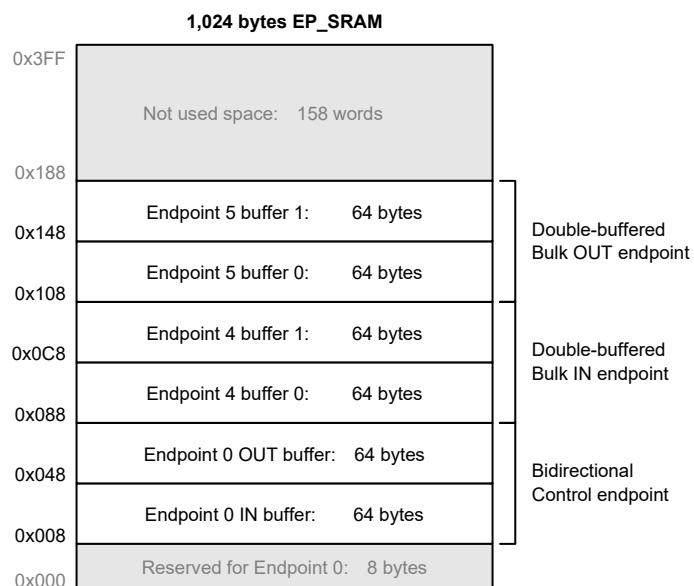 1,024 bytes EP_SRAM
0x3FF
Not used space: 158 words
0x188
Endpoint 5 buffer 1: 64 bytes
0x148
Double-buffered
Bulk OUT endpoint
Endpoint 5 buffer 0: 64 bytes
0x108
Endpoint 4 buffer 1: 64 bytes
0x0C8
Double-buffered
Bulk IN endpoint
Endpoint 4 buffer 0: 64 bytes
0x088
Endpoint 0 OUT buffer: 64 bytes
0x048
Bidirectional
Control endpoint
Endpoint 0 IN buffer: 64 bytes
0x008
Reserved for Endpoint 0: 8 bytes
0x000